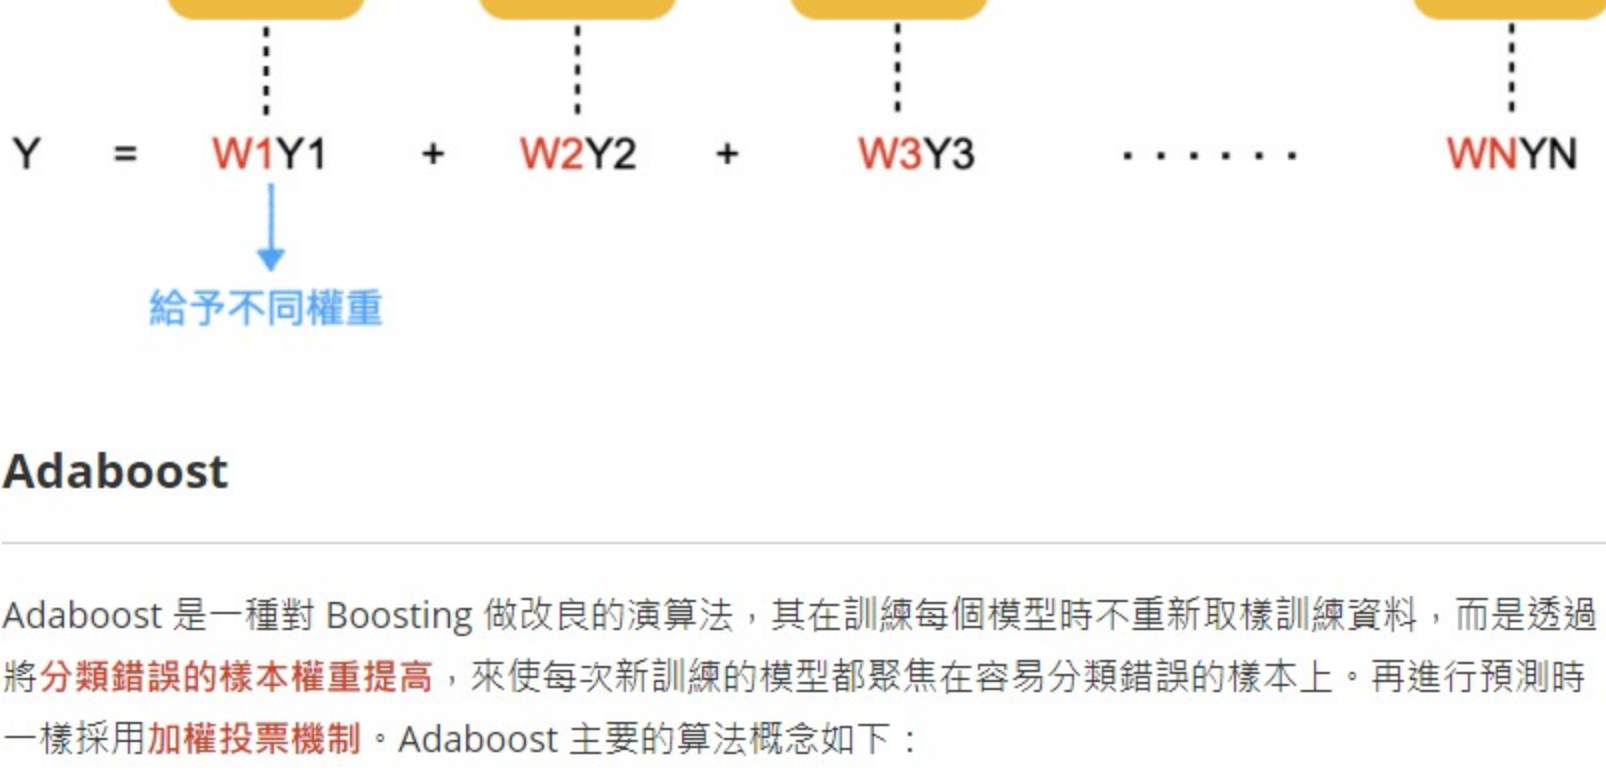 Y = W1Y1 + W2Y2 + W3Y3 ...... WNYN
給予不同權重
Adaboost
Adaboost 是一種對 Boosting 做改良的演算法，其在訓練每個模型時不重新取樣訓練資料，而是透過
將分類錯誤的樣本權重提高，來使每次新訓練的模型都聚焦在容易分類錯誤的樣本上。再進行預測時
一樣採用加權投票機制。Adaboost 主要的算法概念如下：